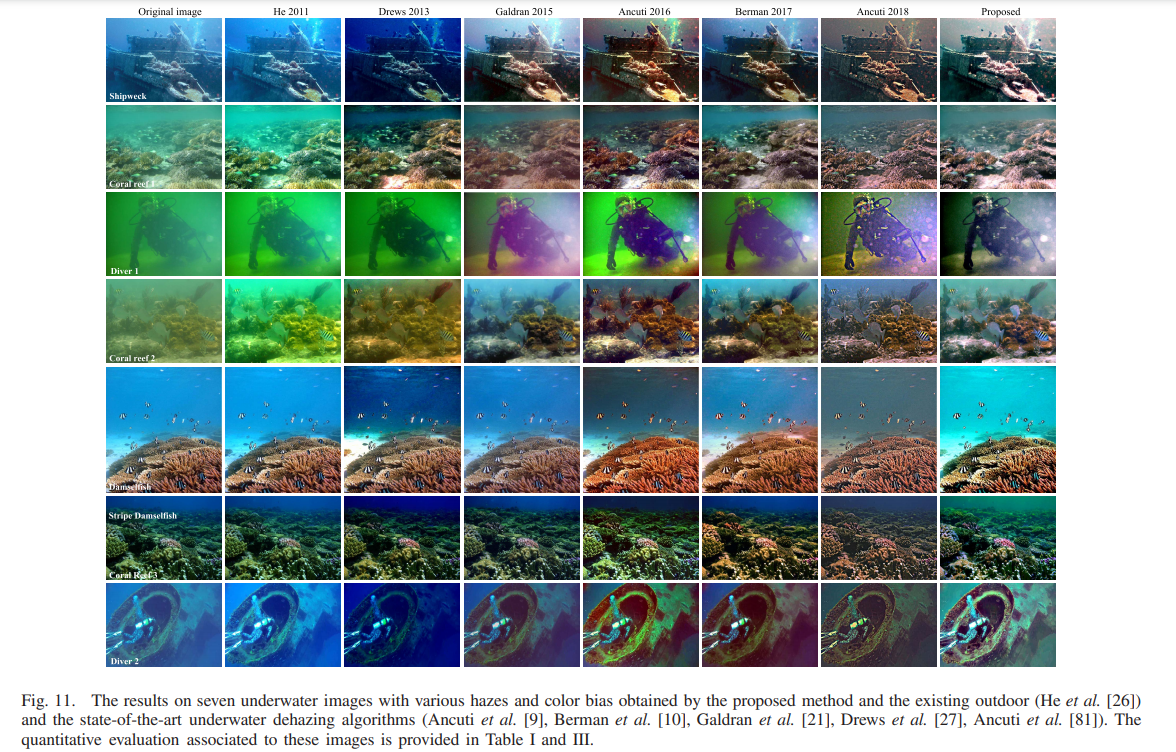 Original image He 2011 Drews 2013 Galdran 2015 Ancuti 2016 Berman 2017 Ancuti 2018 Proposed
Shipweck
Coral reef 1
Diver 1
Coral reef 2
Damselfish
Stripe Damselfish
Coral Reef 3
Diver 2
Fig. 11. The results on seven underwater images with various hazes and color bias obtained by the proposed method and the existing outdoor (He et al. [26])
and the state-of-the-art underwater dehazing algorithms (Ancuti et al. [9], Berman et al. [10], Galdran et al. [21], Drews et al. [27], Ancuti et al. [81]). The
quantitative evaluation associated to these images is provided in Table I and III.